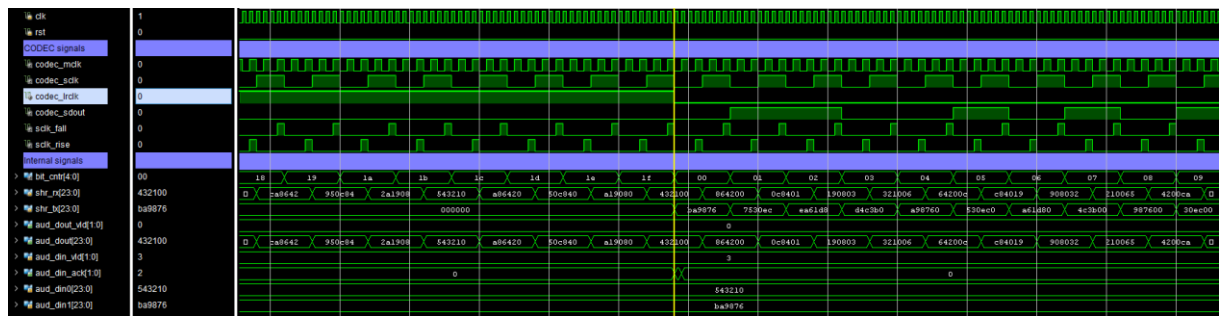 clk 1
rst 0
CODEC signals
codec_mclk 0
codec_sclk 0
codec_lrclk 0
codec_sdout 0
sclk_fall 0
sclk_rise 0
Internal signals
bit_cntr[4:0] 00 18 19 1a 1b 1c 1d 1e 1f 00 01 02 03 04 05 06 07 08 09
shr_rx[23:0] 432100 ca8642 950c84 2a1908 543210 a86420 50c840 a19080 432100 864200 0c8401 190803 321006 64200c c84019 908032 210065 4200ca
shr_tx[23:0] ba9876 000000 ba9876 7530ec ea61d8 d4c3b0 a98760 530ec0 a61d80 4c3b00 987600 30ec00
aud_dout_vld[1:0] 0 0
aud_dout[23:0] 432100 ca8642 950c84 2a1908 543210 a86420 50c840 a19080 432100 864200 0c8401 190803 321006 64200c c84019 908032 210065 4200ca
aud_din_vld[1:0] 3 3
aud_din_ack[1:0] 2 0 0
aud_din0[23:0] 543210 543210
aud_din1[23:0] ba9876 ba9876